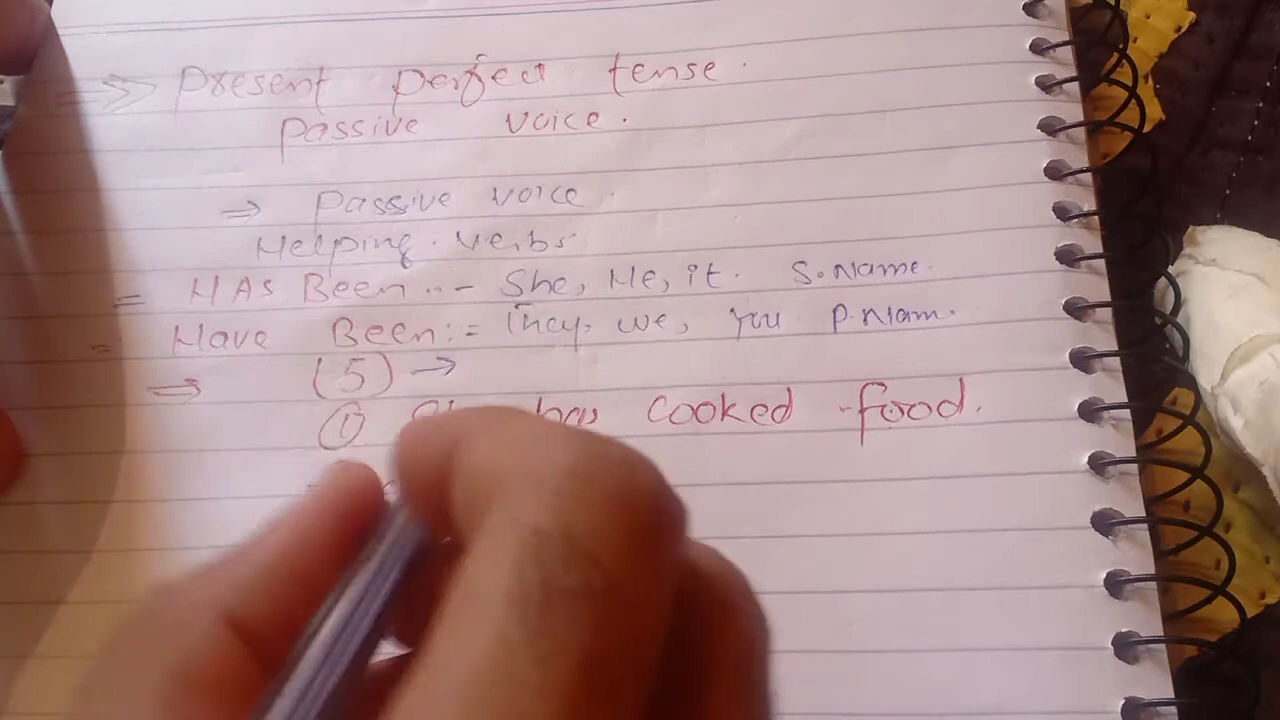 Present perfect tense.
Passive voice.
⇒ Passive voice.
Helping verbs
= HAS Been :- She, He, it. S.Name.
= Have Been := They, we, you P.Nam.
⇒ (5) →
① has cooked food.